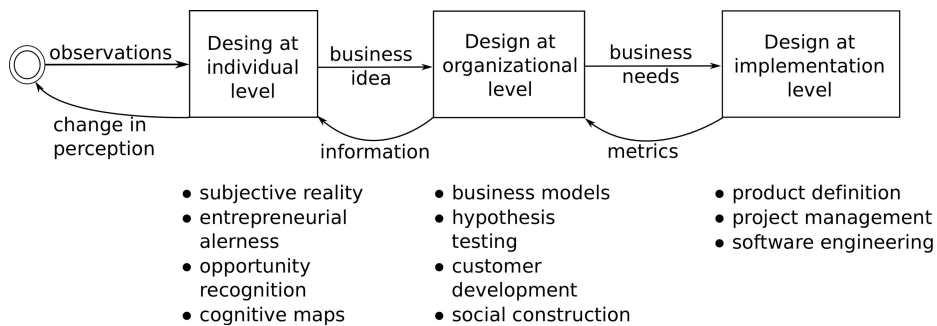 observations
change in
perception
Desing at
individual
level
business
idea
information
Design at
organizational
level
business
needs
metrics
Design at
implementation
level
• subjective reality
• entrepreneurial
alerness
• opportunity
recognition
• cognitive maps
• business models
• hypothesis
testing
• customer
development
• social construction
• product definition
• project management
• software engineering